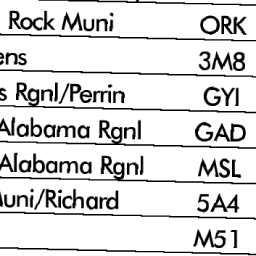 Rock Muni ORK
ens 3M8
s Rgnl/Perrin GYI
Alabama Rgnl GAD
Alabama Rgnl MSL
Muni/Richard 5A4
M51